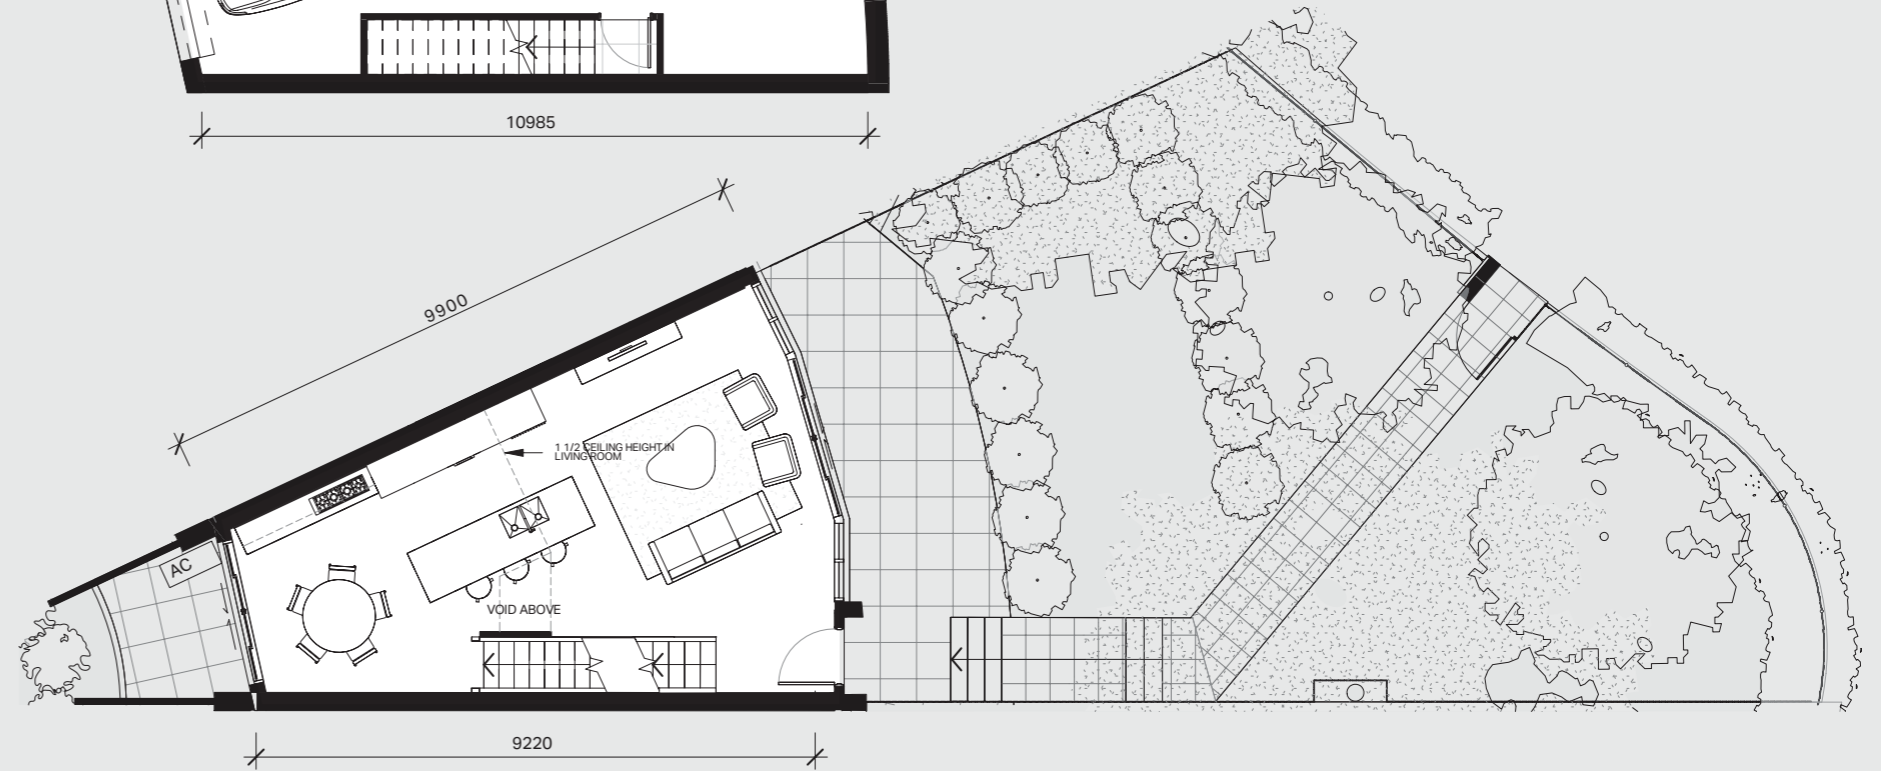 10985
9900
1 1/2 CEILING HEIGHT IN
LIVING ROOM
AC
VOID ABOVE
9220